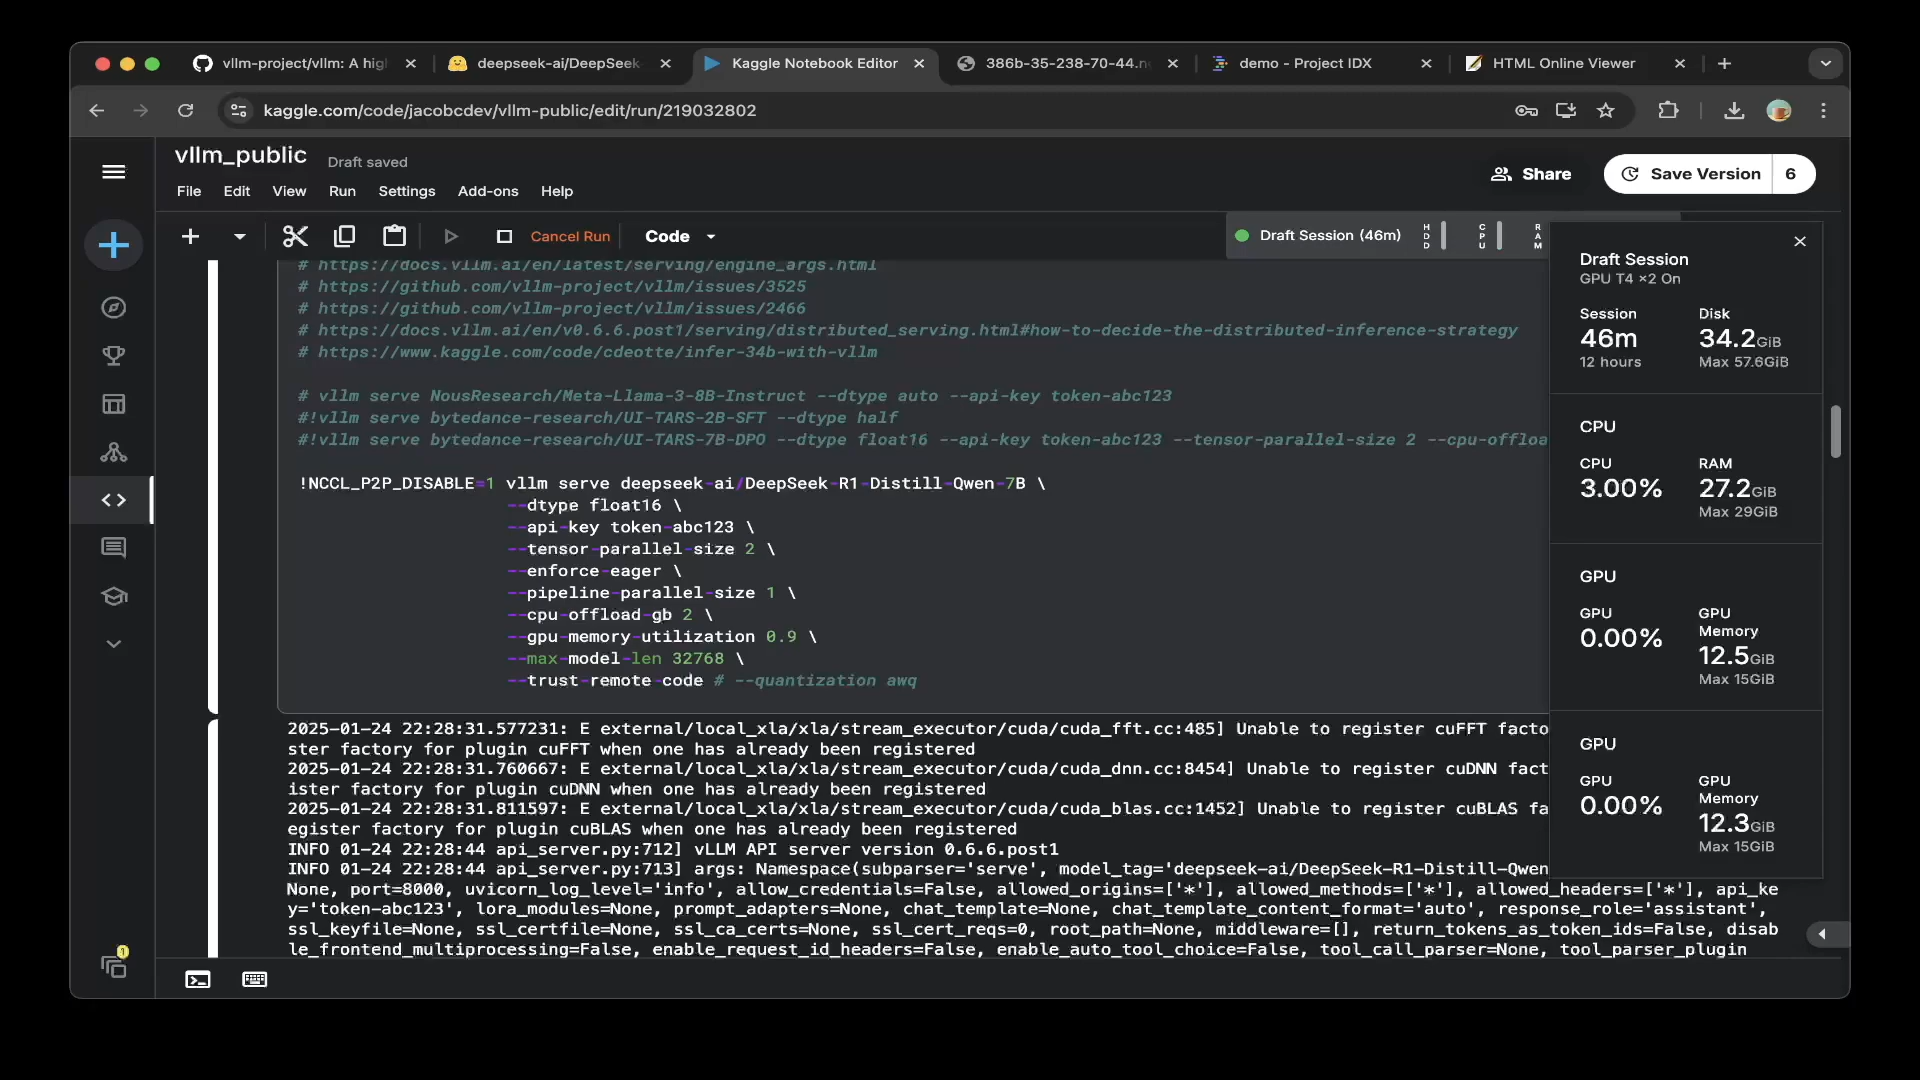 vllm-project/vllm: A hig
deepseek-ai/DeepSeek
Kaggle Notebook Editor
386b-35-238-70-44.n
demo - Project IDX
HTML Online Viewer
kaggle.com/code/jacobcdev/vllm-public/edit/run/219032802
vllm_public
Draft saved
File Edit View Run Settings Add-ons Help
Share
Save Version 6
Cancel Run
Code
Draft Session (46m)
HDD
CPU
RAM
# https://docs.vllm.ai/en/latest/serving/engine_args.html
# https://github.com/vllm-project/vllm/issues/3525
# https://github.com/vllm-project/vllm/issues/2466
# https://docs.vllm.ai/en/v0.6.6.post1/serving/distributed_serving.html#how-to-decide-the-distributed-inference-strategy
# https://www.kaggle.com/code/cdeotte/infer-34b-with-vllm
# vllm serve NousResearch/Meta-Llama-3-8B-Instruct --dtype auto --api-key token-abc123
#!vllm serve bytedance-research/UI-TARS-2B-SFT --dtype half
#!vllm serve bytedance-research/UI-TARS-7B-DPO --dtype float16 --api-key token-abc123 --tensor-parallel-size 2 --cpu-offloa
!NCCL_P2P_DISABLE=1 vllm serve deepseek-ai/DeepSeek-R1-Distill-Qwen-7B \
--dtype float16 \
--api-key token-abc123 \
--tensor-parallel-size 2 \
--enforce-eager \
--pipeline-parallel-size 1 \
--cpu-offload-gb 2 \
--gpu-memory-utilization 0.9 \
--max-model-len 32768 \
--trust-remote-code # --quantization awq
2025-01-24 22:28:31.577231: E external/local_xla/xla/stream_executor/cuda/cuda_fft.cc:485] Unable to register cuFFT facto
ster factory for plugin cuFFT when one has already been registered
2025-01-24 22:28:31.760667: E external/local_xla/xla/stream_executor/cuda/cuda_dnn.cc:8454] Unable to register cuDNN fact
ister factory for plugin cuDNN when one has already been registered
2025-01-24 22:28:31.811597: E external/local_xla/xla/stream_executor/cuda/cuda_blas.cc:1452] Unable to register cuBLAS fa
egister factory for plugin cuBLAS when one has already been registered
INFO 01-24 22:28:44 api_server.py:712] vLLM API server version 0.6.6.post1
INFO 01-24 22:28:44 api_server.py:713] args: Namespace(subparser='serve', model_tag='deepseek-ai/DeepSeek-R1-Distill-Qwen
None, port=8000, uvicorn_log_level='info', allow_credentials=False, allowed_origins=['*'], allowed_methods=['*'], allowed_headers=['*'], api_ke
y='token-abc123', lora_modules=None, prompt_adapters=None, chat_template=None, chat_template_content_format='auto', response_role='assistant',
ssl_keyfile=None, ssl_certfile=None, ssl_ca_certs=None, ssl_cert_reqs=0, root_path=None, middleware=[], return_tokens_as_token_ids=False, disab
le_frontend_multiprocessing=False, enable_request_id_headers=False, enable_auto_tool_choice=False, tool_call_parser=None, tool_parser_plugin
Draft Session
GPU T4 ×2 On
Session Disk
46m 34.2GiB
12 hours Max 57.6GiB
CPU
CPU RAM
3.00% 27.2GiB
Max 29GiB
GPU
GPU GPU Memory
0.00% 12.5GiB
Max 15GiB
GPU
GPU GPU Memory
0.00% 12.3GiB
Max 15GiB
1